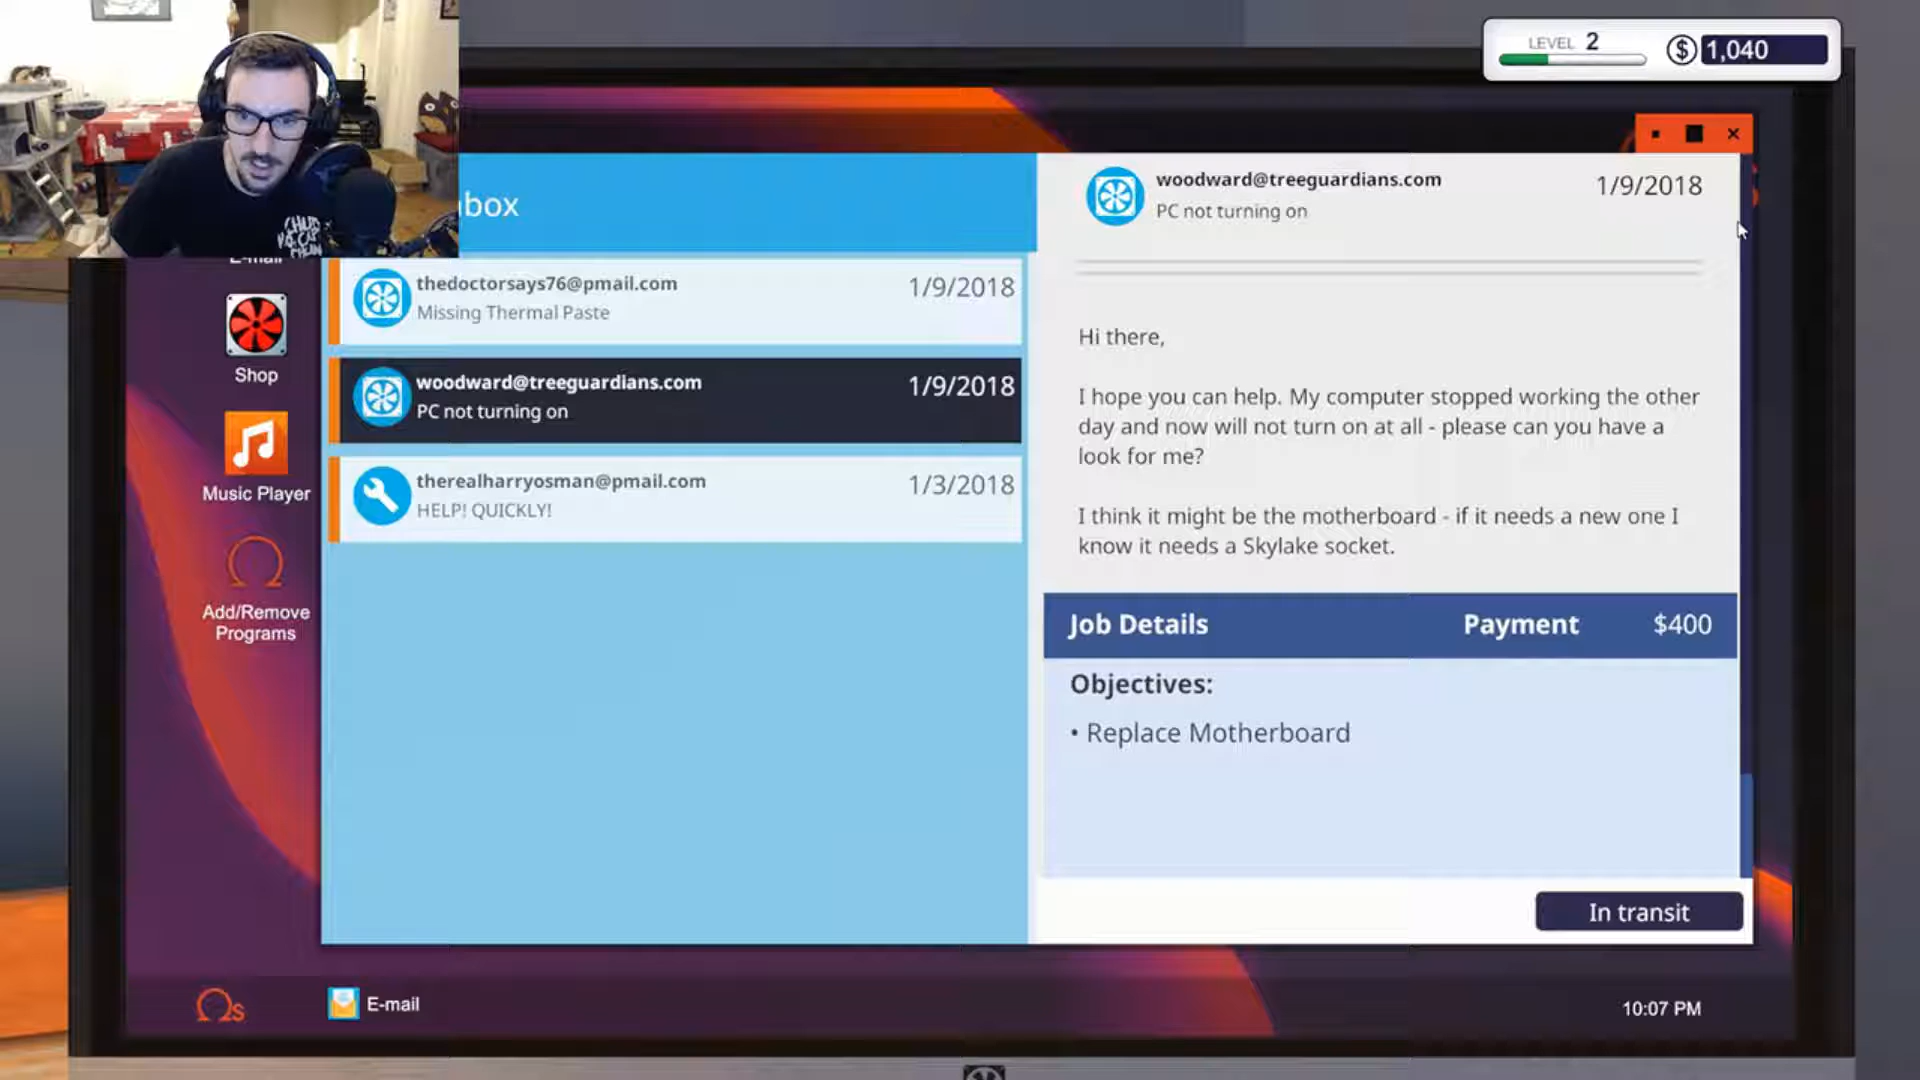 LEVEL 2
$ 1,040
box
woodward@treeguardians.com
1/9/2018
PC not turning on
E-mail
thedoctorsays76@pmail.com
1/9/2018
Missing Thermal Paste
Shop
woodward@treeguardians.com
1/9/2018
PC not turning on
Music Player
therealharryosman@pmail.com
1/3/2018
HELP! QUICKLY!
Add/Remove
Programs
Hi there,
I hope you can help. My computer stopped working the other
day and now will not turn on at all - please can you have a
look for me?
I think it might be the motherboard - if it needs a new one I
know it needs a Skylake socket.
Job Details
Payment
$400
Objectives:
• Replace Motherboard
In transit
Ωs
E-mail
10:07 PM